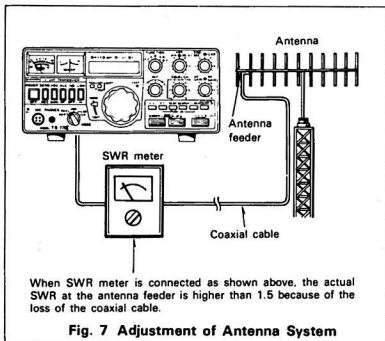 Antenna
Antenna
feeder
SWR meter
Coaxial cable
When SWR meter is connected as shown above, the actual
SWR at the antenna feeder is higher than 1.5 because of the
loss of the coaxial cable.
Fig. 7 Adjustment of Antenna System